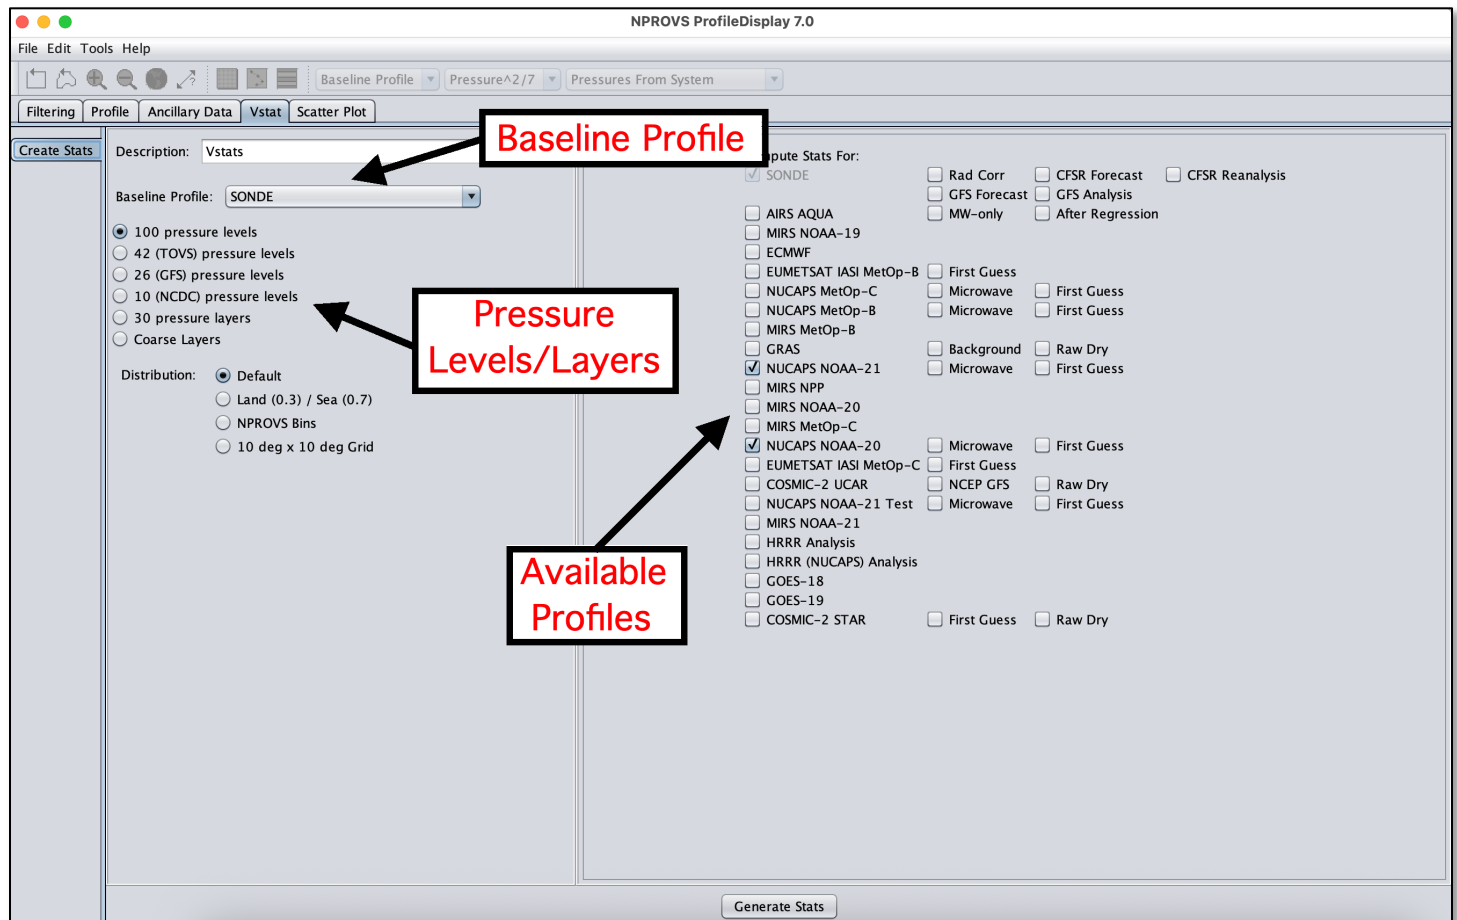 NPROVS ProfileDisplay 7.0
File Edit Tools Help
Baseline Profile Pressure^2/7 Pressures From System
Filtering Profile Ancillary Data Vstat Scatter Plot
Create Stats
Description: Vstats
Baseline Profile: SONDE
100 pressure levels
42 (TOVS) pressure levels
26 (GFS) pressure levels
10 (NCDC) pressure levels
30 pressure layers
Coarse Layers
Distribution: Default
Land (0.3) / Sea (0.7)
NPROVS Bins
10 deg x 10 deg Grid
Baseline Profile
Pressure
Levels/Layers
Available
Profiles
Stats For:
SONDE Rad Corr CFSR Forecast CFSR Reanalysis
GFS Forecast GFS Analysis
AIRS AQUA MW-only After Regression
MIRS NOAA-19
ECMWF
EUMETSAT IASI MetOp-B First Guess
NUCAPS MetOp-C Microwave First Guess
NUCAPS MetOp-B Microwave First Guess
MIRS MetOp-B
GRAS Background Raw Dry
NUCAPS NOAA-21 Microwave First Guess
MIRS NPP
MIRS NOAA-20
MIRS MetOp-C
NUCAPS NOAA-20 Microwave First Guess
EUMETSAT IASI MetOp-C First Guess
COSMIC-2 UCAR NCEP GFS Raw Dry
NUCAPS NOAA-21 Test Microwave First Guess
MIRS NOAA-21
HRRR Analysis
HRRR (NUCAPS) Analysis
GOES-18
GOES-19
COSMIC-2 STAR First Guess Raw Dry
Generate Stats